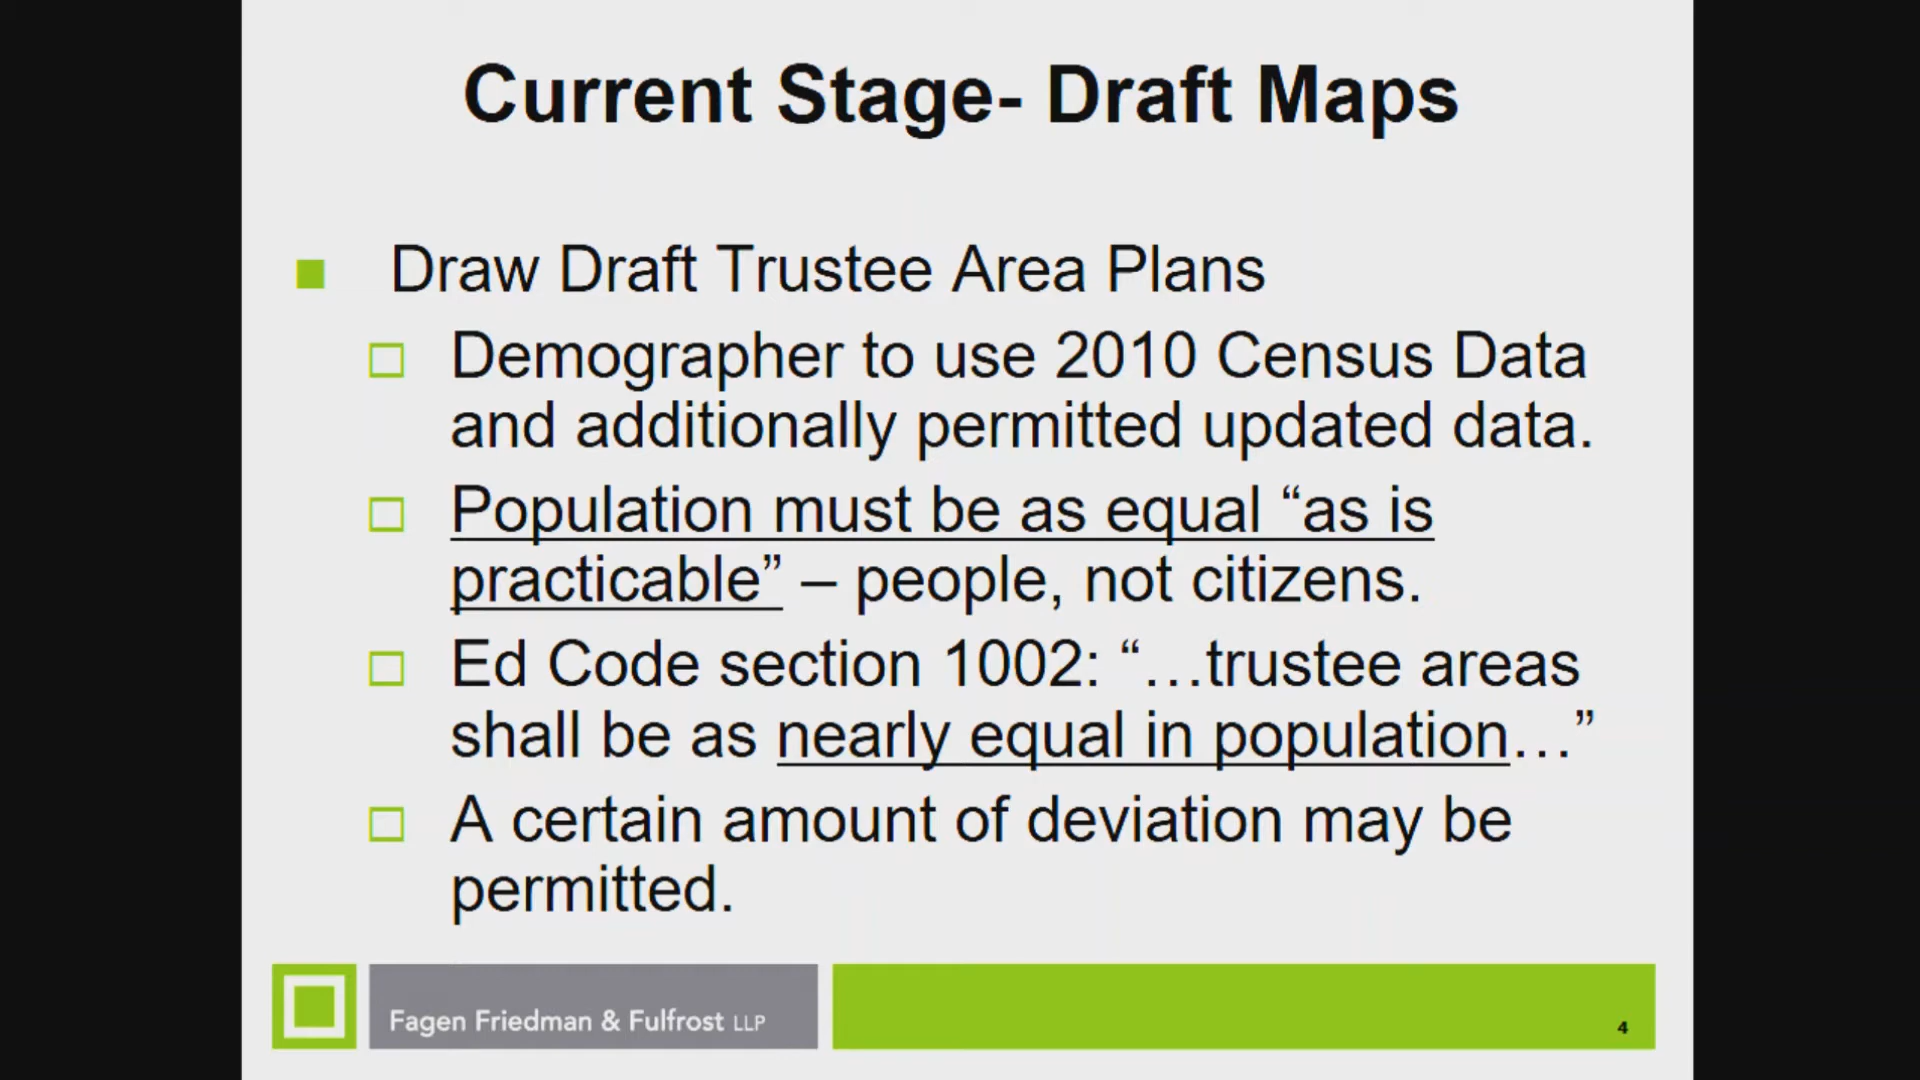 Current Stage- Draft Maps
Draw Draft Trustee Area Plans
Demographer to use 2010 Census Data
and additionally permitted updated data.
Population must be as equal “as is
practicable” – people, not citizens.
Ed Code section 1002: “…trustee areas
shall be as nearly equal in population…”
A certain amount of deviation may be
permitted.
Fagen Friedman & Fulfrost LLP
4